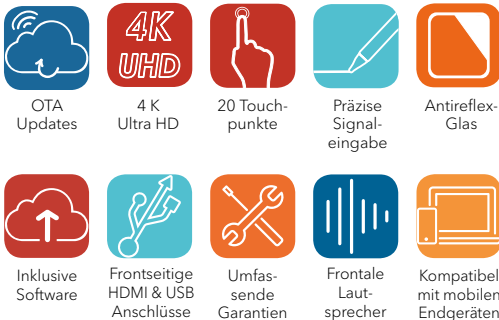 4K
UHD
OTA
Updates
4 K
Ultra HD
20 Touch-
punkte
Präzise
Signal-
eingabe
Antireflex-
Glas
Inklusive
Software
Frontseitige
HDMI & USB
Anschlüsse
Umfas-
sende
Garantien
Frontale
Laut-
sprecher
Kompatibel
mit mobilen
Endgeräten